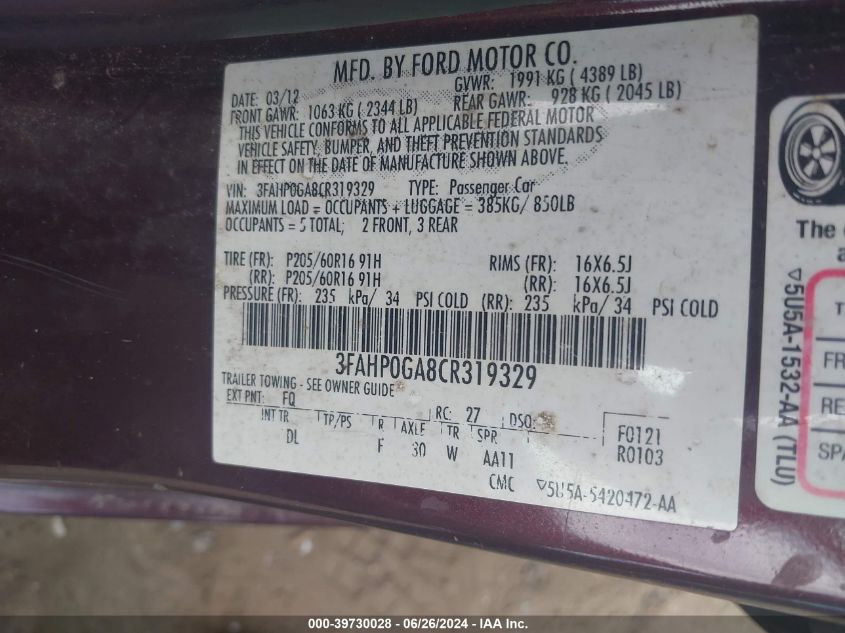 MFD. BY FORD MOTOR CO.
DATE: 03/12 GVWR: 1991 KG ( 4389 LB)
FRONT GAWR: 1063 KG ( 2344 LB) REAR GAWR: 928 KG ( 2045 LB)
THIS VEHICLE CONFORMS TO ALL APPLICABLE FEDERAL MOTOR
VEHICLE SAFETY, BUMPER, AND THEFT PREVENTION STANDARDS
IN EFFECT ON THE DATE OF MANUFACTURE SHOWN ABOVE.
VIN: 3FAHP0GA8CR319329 TYPE: Passenger Car
MAXIMUM LOAD = OCCUPANTS + LUGGAGE = 385KG/ 850LB
OCCUPANTS = 5 TOTAL; 2 FRONT, 3 REAR
TIRE (FR): P205/60R16 91H RIMS (FR): 16X6.5J
(RR): P205/60R16 91H (RR): 16X6.5J
PRESSURE (FR): 235 kPa/ 34 PSI COLD (RR): 235 kPa/ 34 PSI COLD
3FAHP0GA8CR319329
TRAILER TOWING - SEE OWNER GUIDE
EXT PNT: FQ RC: 27 DSO:
INT TR TP/PS R AXLE TR SPR F0121
DL F 30 W AA11 R0103
CMC 5U5A-5420472-AA
The
5U5A-1532-AA (TLU)
FR
RE
SPA
000-39730028 - 06/26/2024 - IAA Inc.